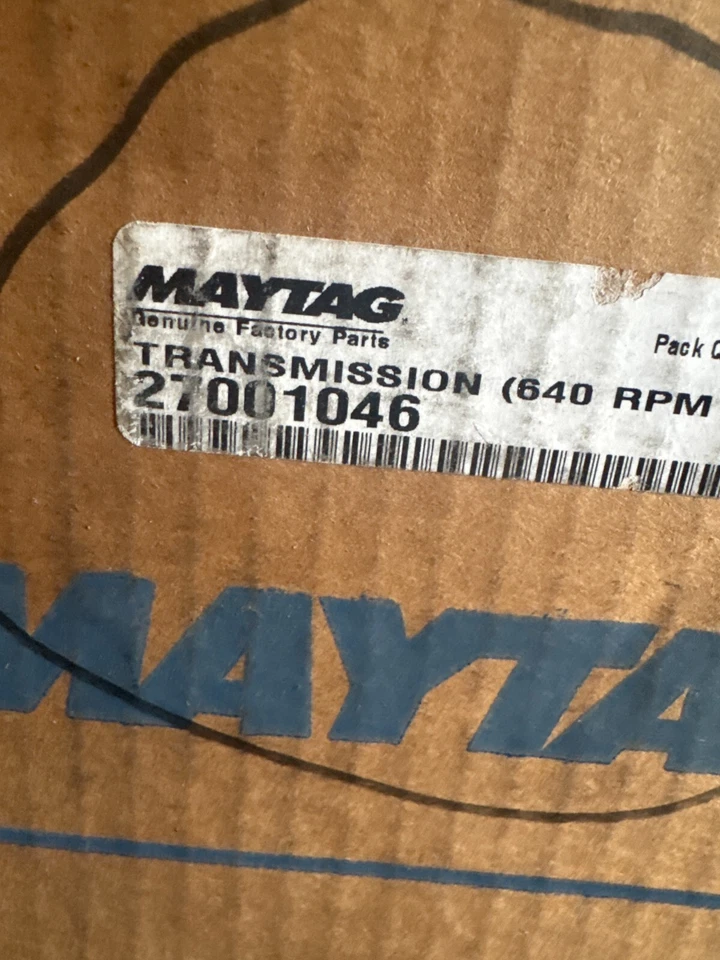 MAYTAG
Genuine Factory Parts
Pack
TRANSMISSION (640 RPM
27001046
MAYTA